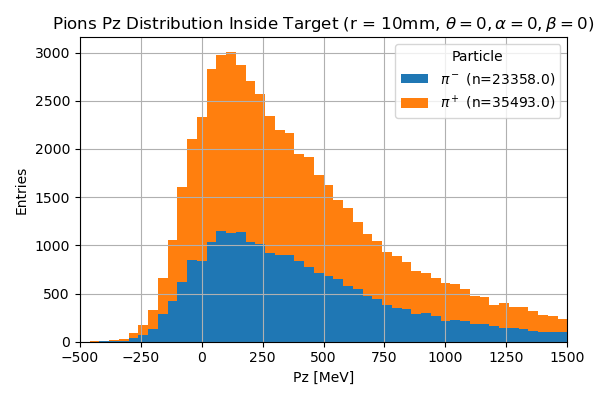 Pions Pz Distribution Inside Target (r = 10mm, θ = 0, α = 0, β = 0)
3000
2500
2000
1500
1000
500
0
Entries
Particle
π⁻ (n=23358.0)
π⁺ (n=35493.0)
−500 −250 0 250 500 750 1000 1250 1500
Pz [MeV]